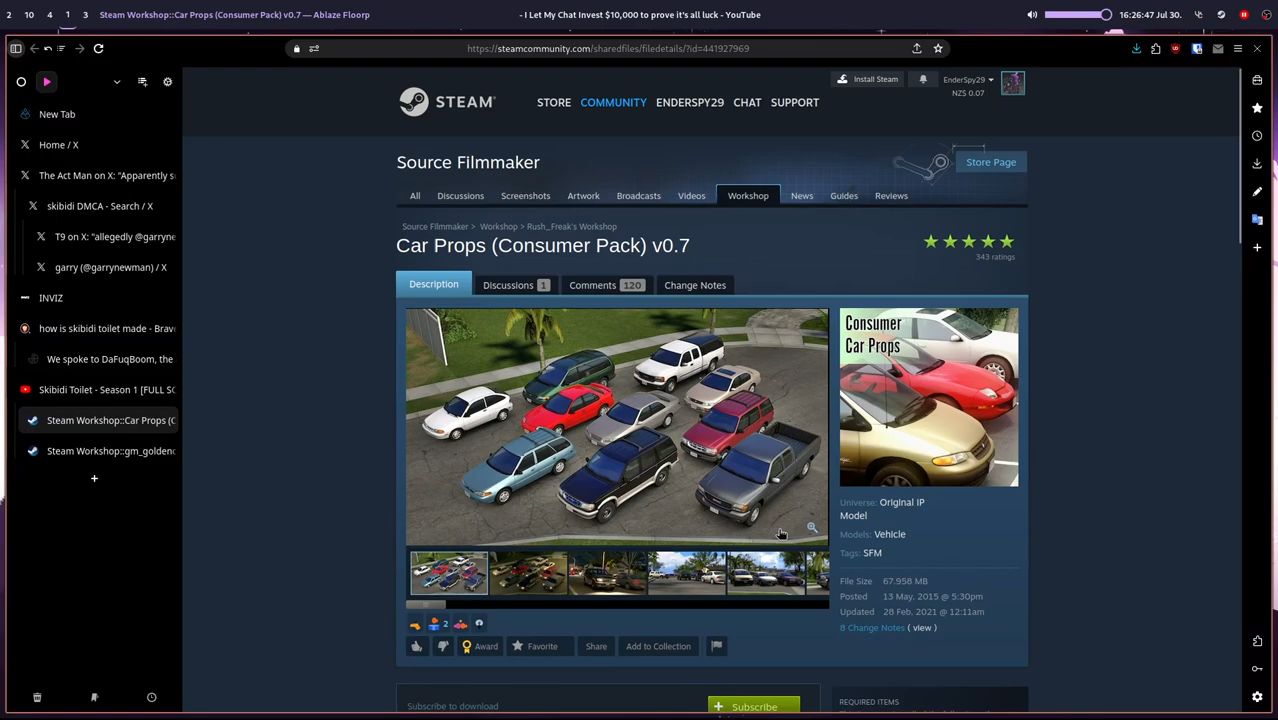 2 10 4 1 3 Steam Workshop::Car Props (Consumer Pack) v0.7 — Ablaze Floorp
- I Let My Chat Invest $10,000 to prove it's all luck - YouTube
16:26:47 Jul 30.
https://steamcommunity.com/sharedfiles/filedetails/?id=441927969
New Tab
Home / X
The Act Man on X: "Apparently s
skibidi DMCA - Search / X
T9 on X: "allegedly @garryne
garry (@garrynewman) / X
INVIZ
how is skibidi toilet made - Brav
We spoke to DaFuqBoom, the
Skibidi Toilet - Season 1 [FULL SC
Steam Workshop::Car Props (C
Steam Workshop::gm_goldenc
STEAM®
STORE COMMUNITY ENDERSPY29 CHAT SUPPORT
Install Steam
EnderSpy29
NZ$ 0.07
Source Filmmaker
Store Page
All Discussions Screenshots Artwork Broadcasts Videos Workshop News Guides Reviews
Source Filmmaker > Workshop > Rush_Freak's Workshop
Car Props (Consumer Pack) v0.7
343 ratings
Description Discussions 1 Comments 120 Change Notes
Consumer
Car Props
Universe: Original IP
Model
Models: Vehicle
Tags: SFM
File Size 67.958 MB
Posted 13 May, 2015 @ 5:30pm
Updated 28 Feb, 2021 @ 12:11am
8 Change Notes ( view )
2
Award Favorite Share Add to Collection
Subscribe to download
Subscribe
REQUIRED ITEMS